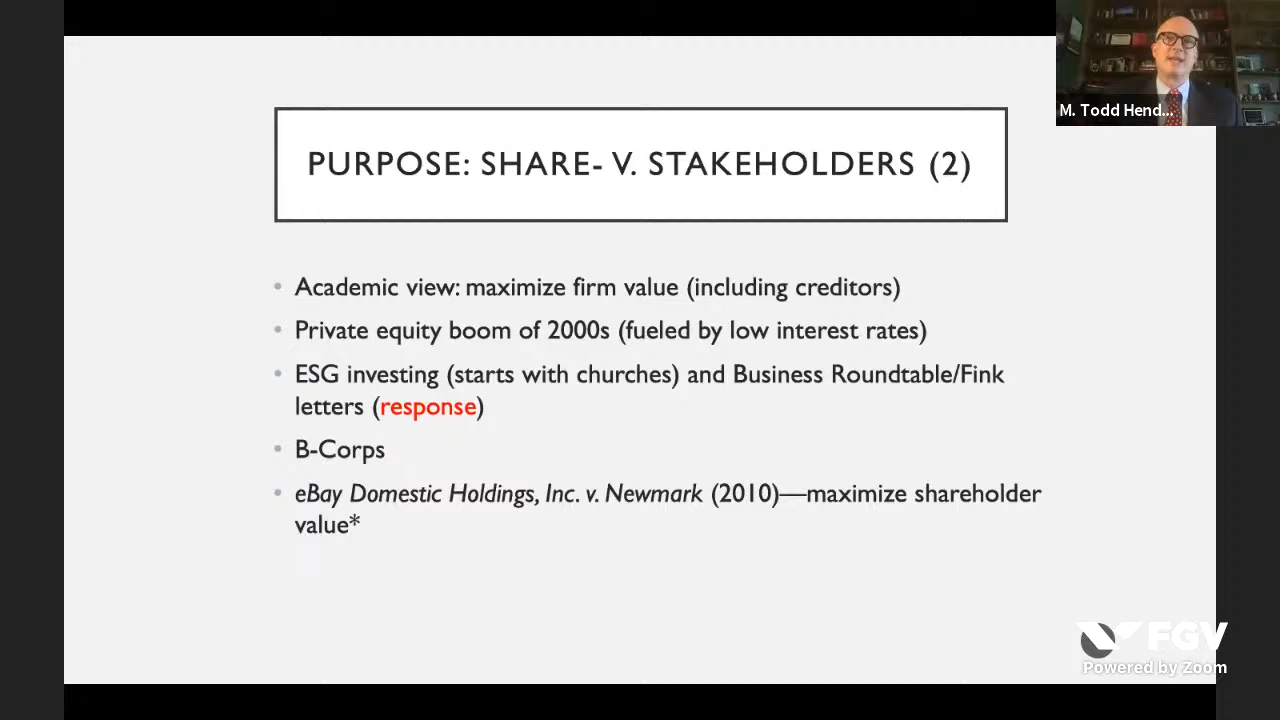 M. Todd Hend...
PURPOSE: SHARE- V. STAKEHOLDERS (2)
• Academic view: maximize firm value (including creditors)
• Private equity boom of 2000s (fueled by low interest rates)
• ESG investing (starts with churches) and Business Roundtable/Fink
letters (response)
• B-Corps
• eBay Domestic Holdings, Inc. v. Newmark (2010)—maximize shareholder
value*
FGV
Powered by Zoom